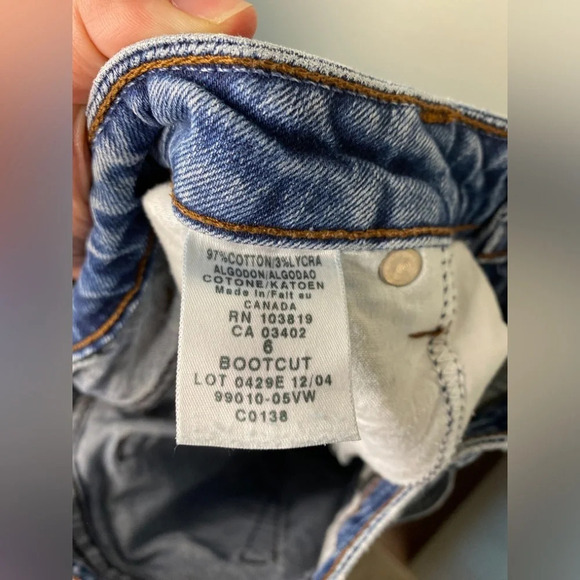 97%COTTON/3%LYCRA
ALGODON/ALGODAO
COTONE/KATOEN
Made in/Fait au
CANADA
RN 103819
CA 03402
6
BOOTCUT
LOT 0429E 12/04
99010-05VW
C0138